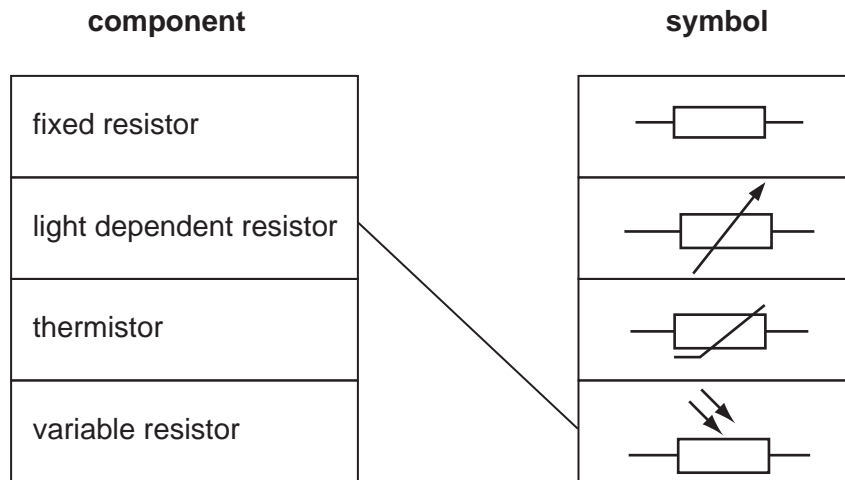 component
symbol
fixed resistor
light dependent resistor
thermistor
variable resistor